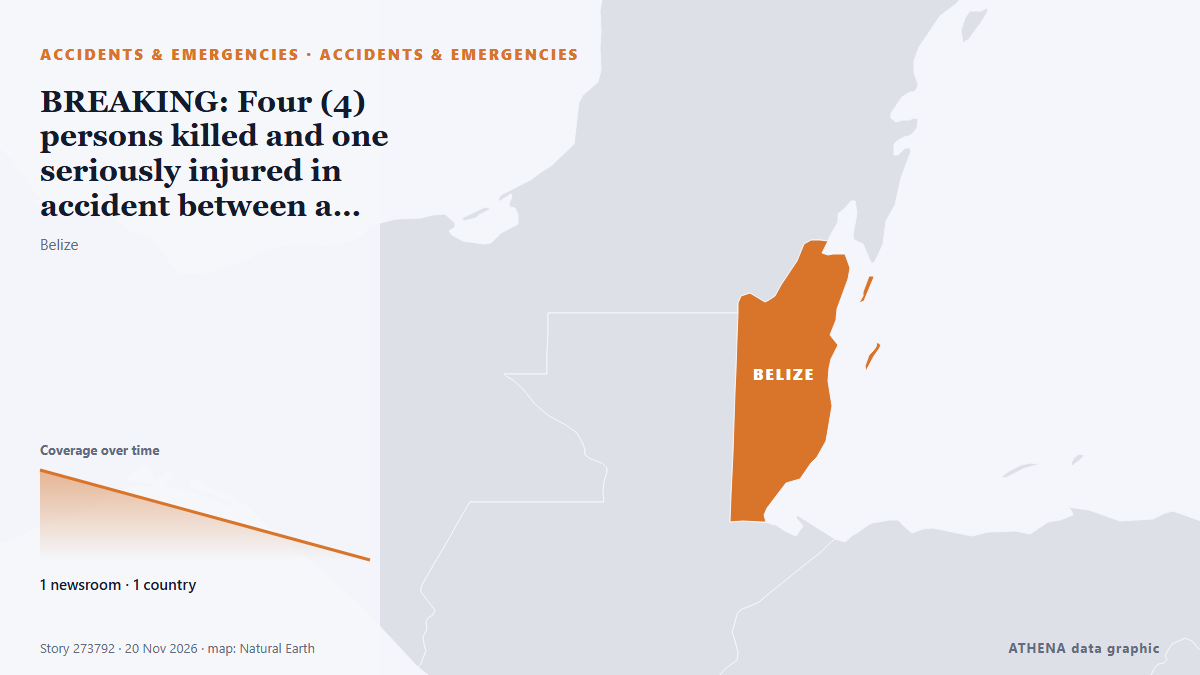 ACCIDENTS & EMERGENCIES · ACCIDENTS & EMERGENCIES
BREAKING: Four (4)
persons killed and one
seriously injured in
accident between a...
Belize
BELIZE
Coverage over time
1 newsroom · 1 country
Story 273792 · 20 Nov 2026 · map: Natural Earth
ATHENA data graphic